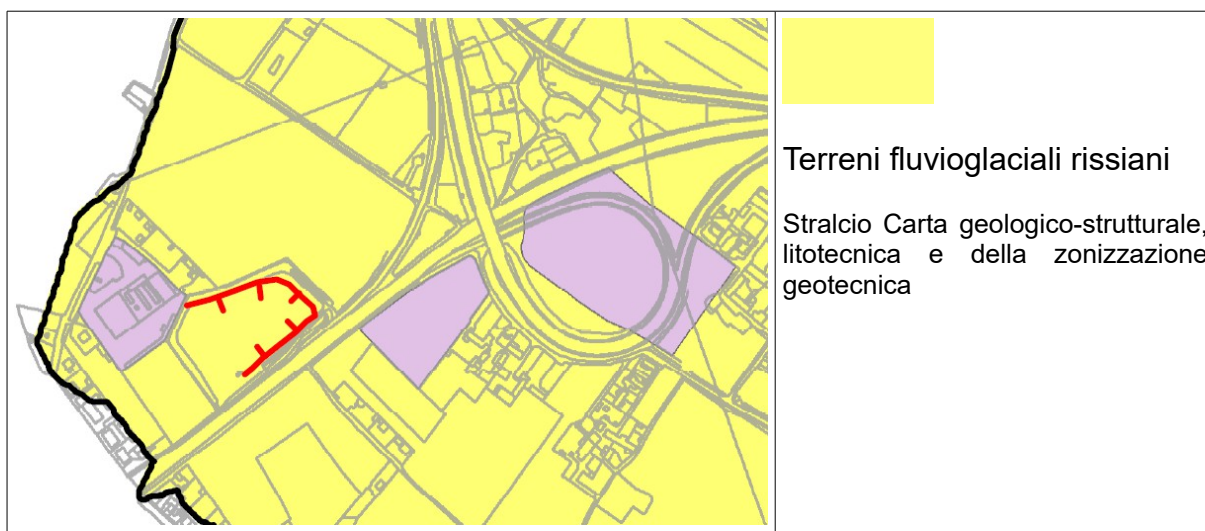 Terreni fluvioglaciali rissiani
Stralcio Carta geologico-strutturale,
litotecnica e della zonizzazione
geotecnica